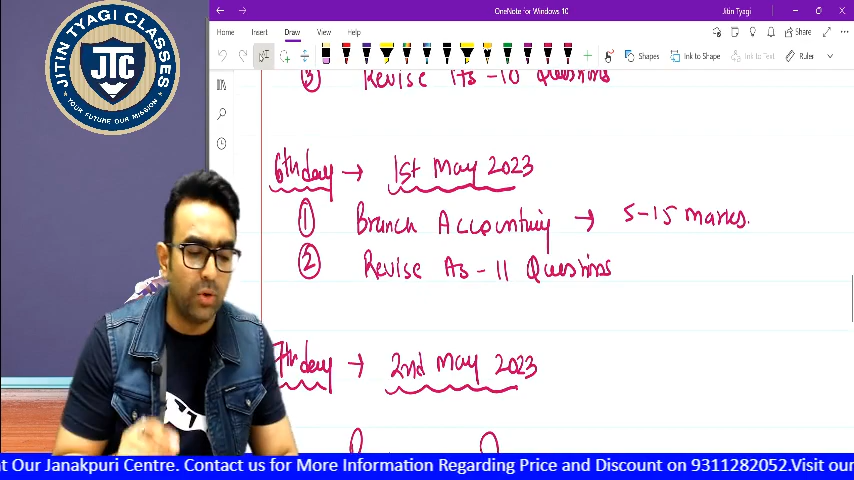 OneNote for Windows 10
Jitin Tyagi
Home Insert Draw View Help
Share
Shapes Ink to Shape Ink to Text Ruler
JITIN TYAGI CLASSES
JTC
YOUR FUTURE OUR MISSION
③ Revise As -10 Questions
6th day → 1st May 2023
① Branch Accounting → 5-15 marks.
② Revise As - 11 Questions
7th day → 2nd May 2023
at Our Janakpuri Centre. Contact us for More Information Regarding Price and Discount on 9311282052.Visit our